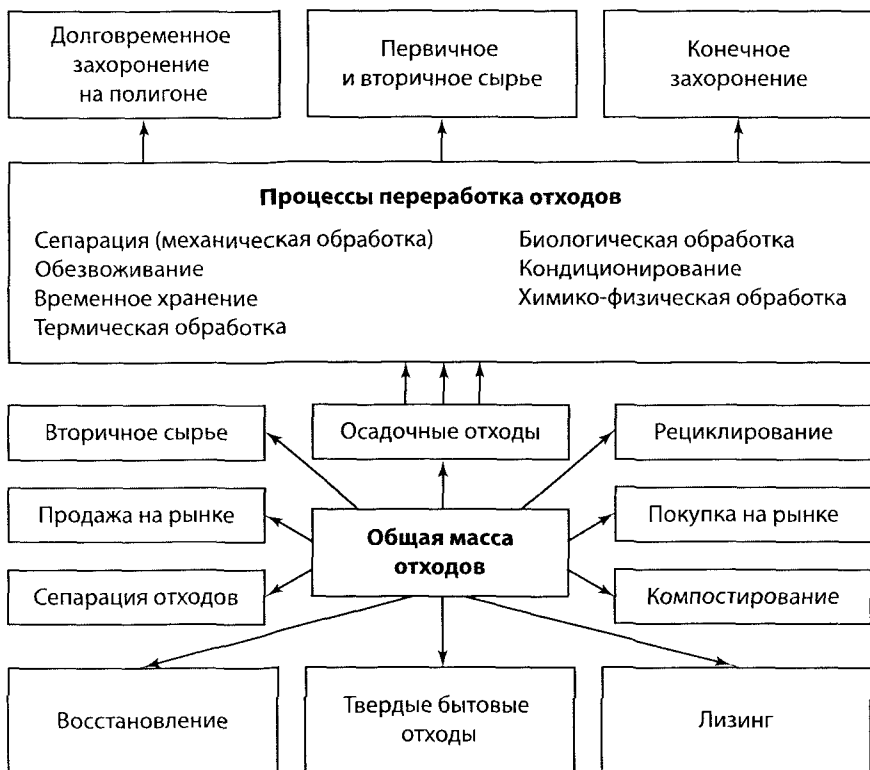 Долговременное
захоронение
на полигоне
Первичное
и вторичное сырье
Конечное
захоронение
Процессы переработка отходов
Сепарация (механическая обработка)
Обезвоживание
Временное хранение
Термическая обработка
Биологическая обработка
Кондиционирование
Химико-физическая обработка
Вторичное сырье
Осадочные отходы
Рециклирование
Продажа на рынке
Общая масса
отходов
Покупка на рынке
Сепарация отходов
Компостирование
Восстановление
Твердые бытовые
отходы
Лизинг